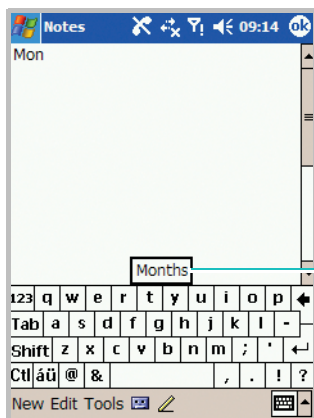 Notes 09:14 ok
Mon
Months
123 q w e r t y u i o p
Tab a s d f g h j k l -
Shift z x c v b n m ; '
Ctl áü @ & , . ! ?
New Edit Tools